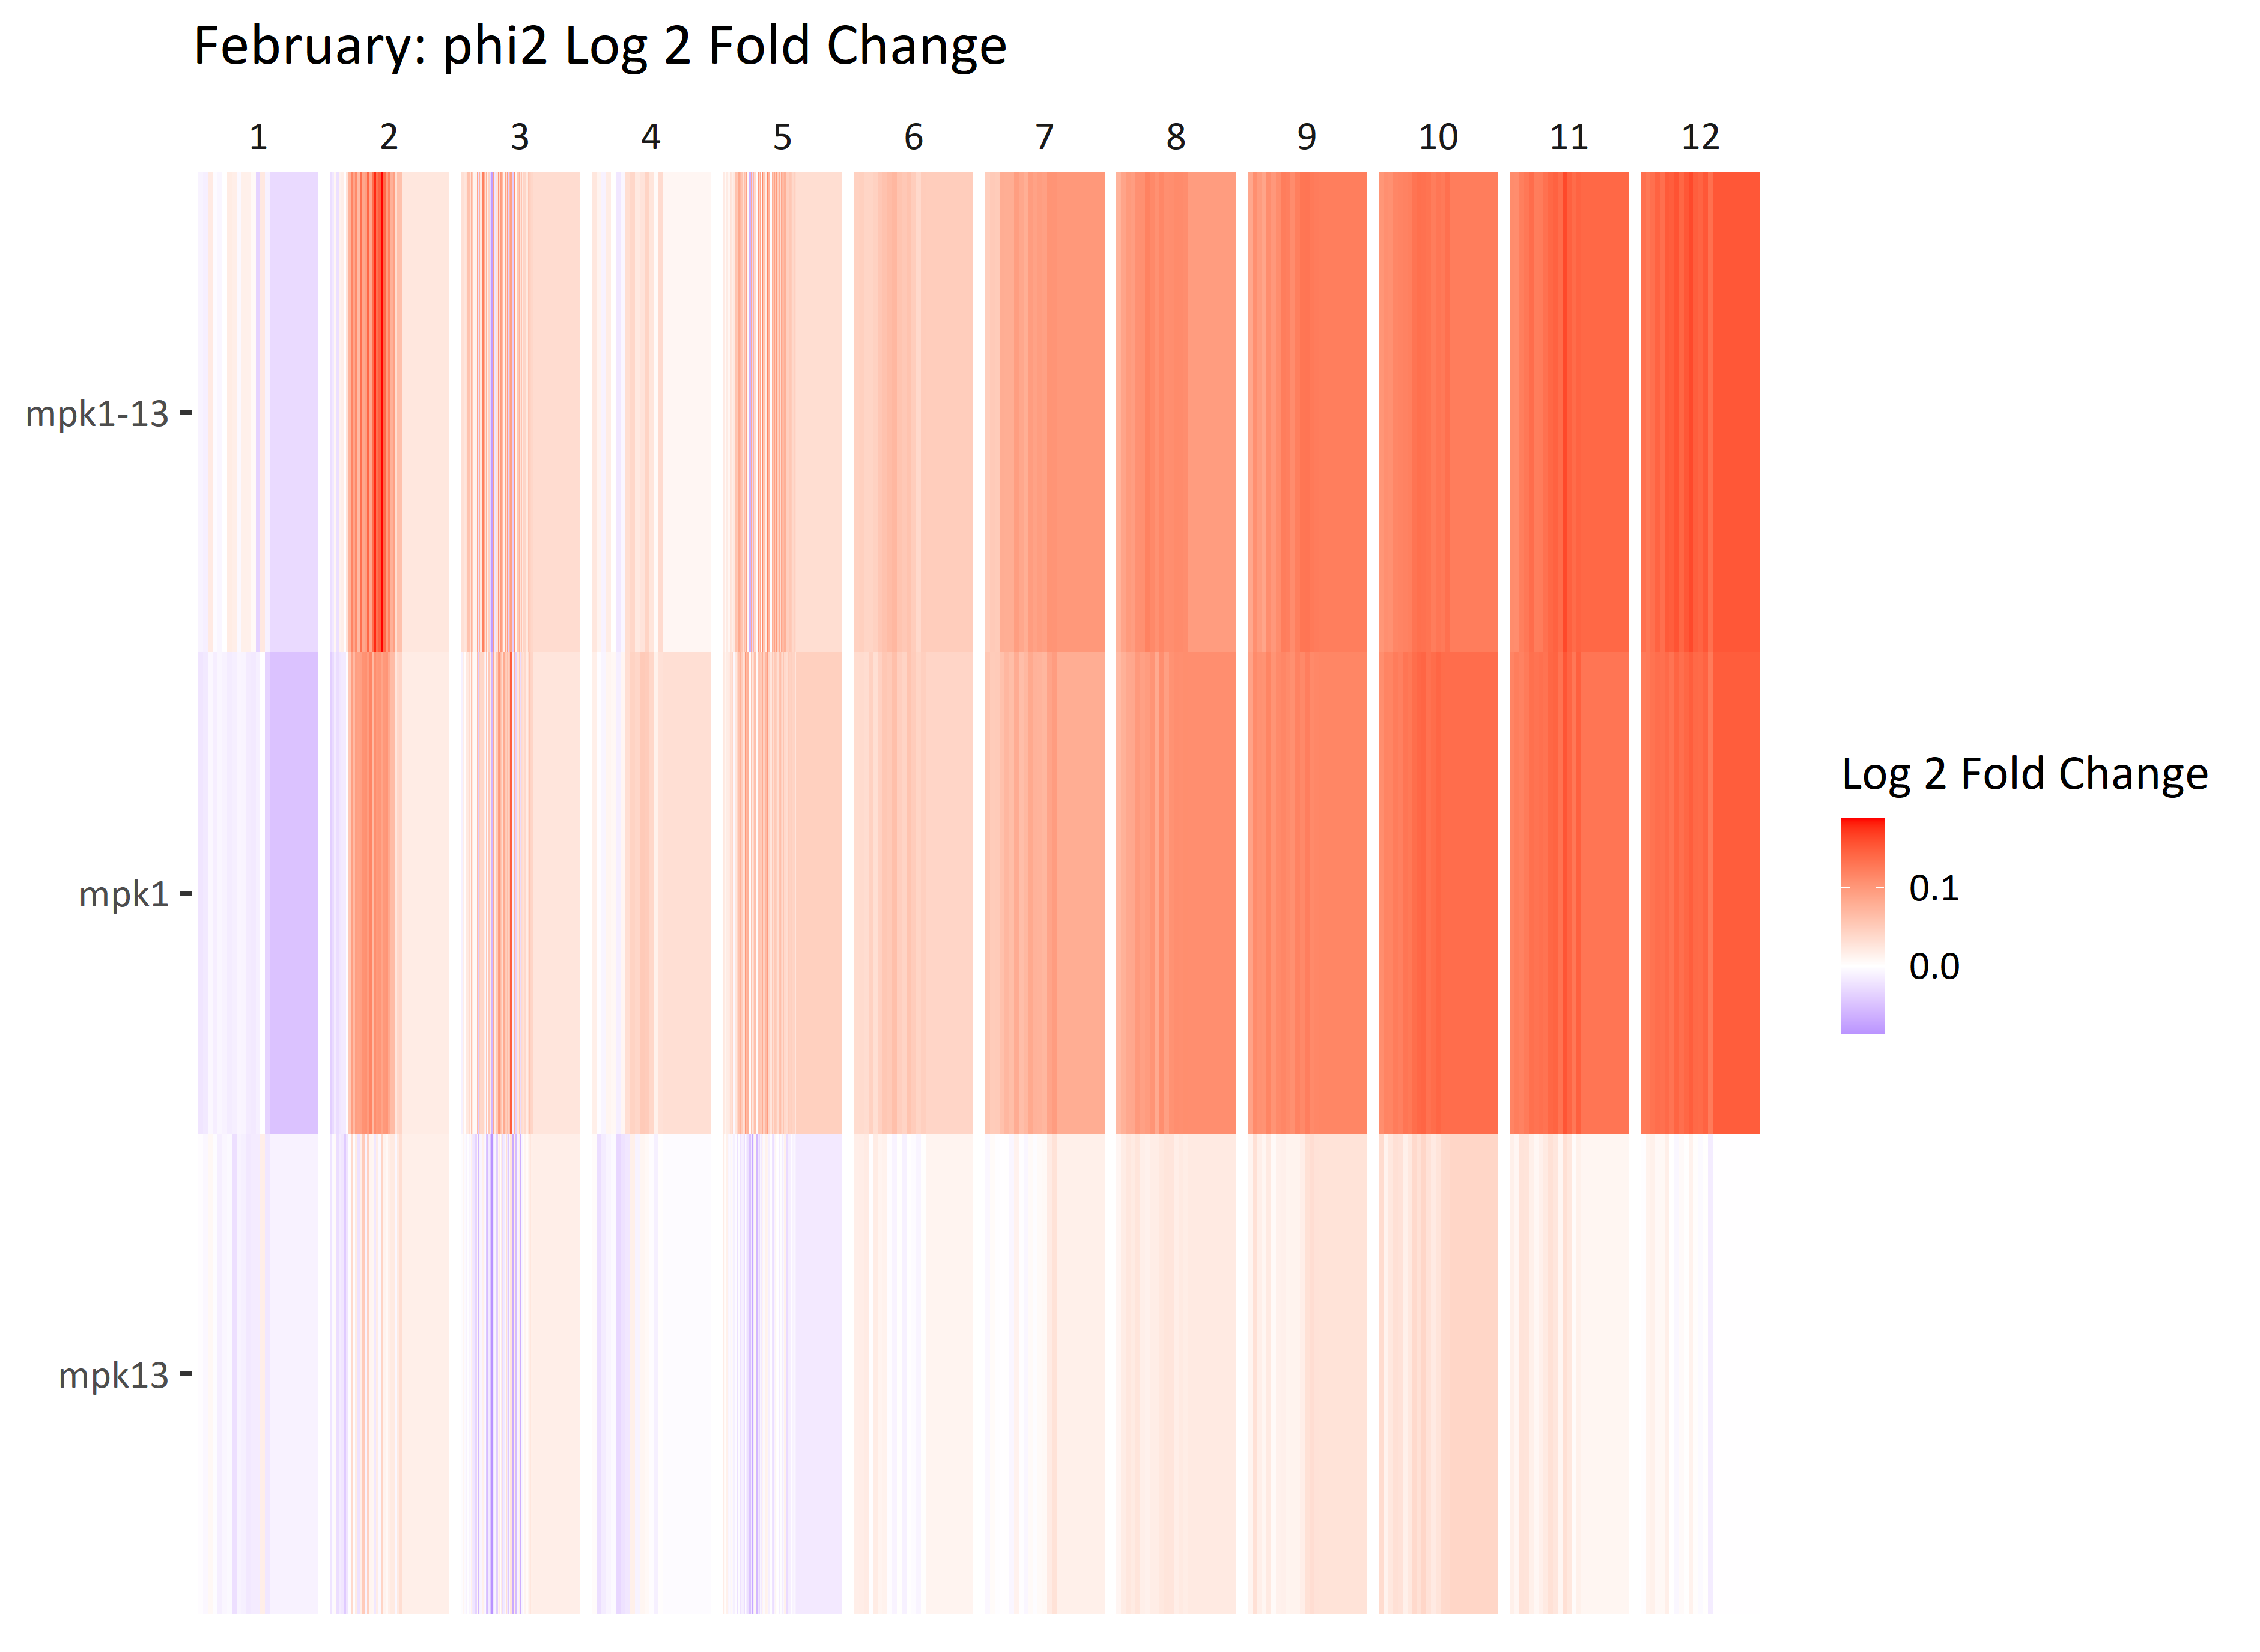 February: phi2 Log 2 Fold Change
1 2 3 4 5 6 7 8 9 10 11 12
mpk1-13
mpk1
mpk13
Log 2 Fold Change
0.1
0.0